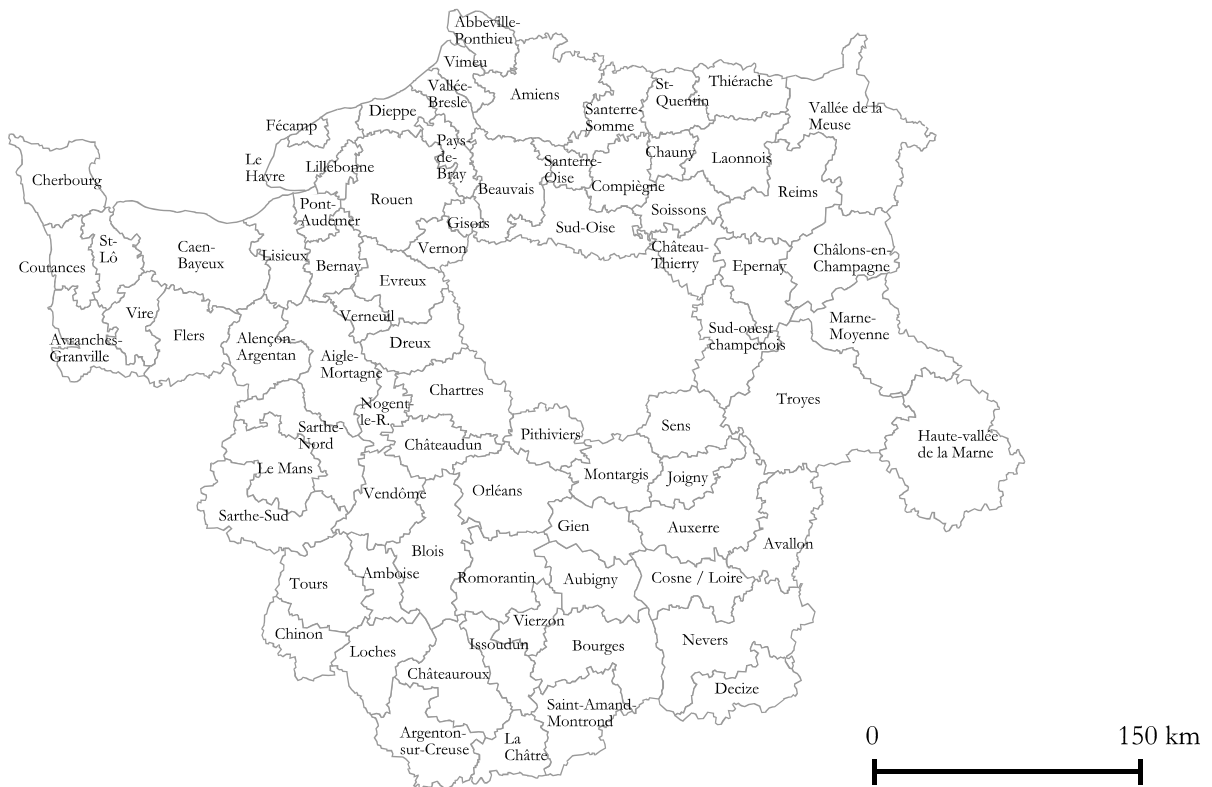 Abbeville-
Ponthieu
Vimeu
Vallée-
Bresle
Amiens
St-
Quentin
Thiérache
Vallée de la
Meuse
Santerre-
Somme
Dieppe
Fécamp
Le
Havre
Lillebonne
Pays-
de-
Bray
Rouen
Beauvais
Santerre-
Oise
Compiègne
Chauny
Laonnois
Reims
Soissons
Cherbourg
Pont-
Audemer
Gisors
Sud-Oise
Vernon
Château-
Thierry
Epernay
Châlons-en-
Champagne
Coutances
St-
Lô
Caen-
Bayeux
Lisieux
Bernay
Evreux
Vire
Flers
Verneuil
Avranches-
Granville
Alençon-
Argentan
Dreux
Aigle-
Mortagne
Sud-ouest
champenois
Marne-
Moyenne
Chartres
Nogent-
le-R.
Troyes
Sarthe-
Nord
Châteaudun
Pithiviers
Sens
Haute-vallée
de la Marne
Le Mans
Vendôme
Orléans
Montargis
Joigny
Sarthe-Sud
Gien
Auxerre
Avallon
Blois
Tours
Amboise
Romorantin
Aubigny
Cosne / Loire
Chinon
Loches
Vierzon
Issoudun
Bourges
Nevers
Châteauroux
Decize
Saint-Amand-
Montrond
Argenton-
sur-Creuse
La
Châtre
0
150 km